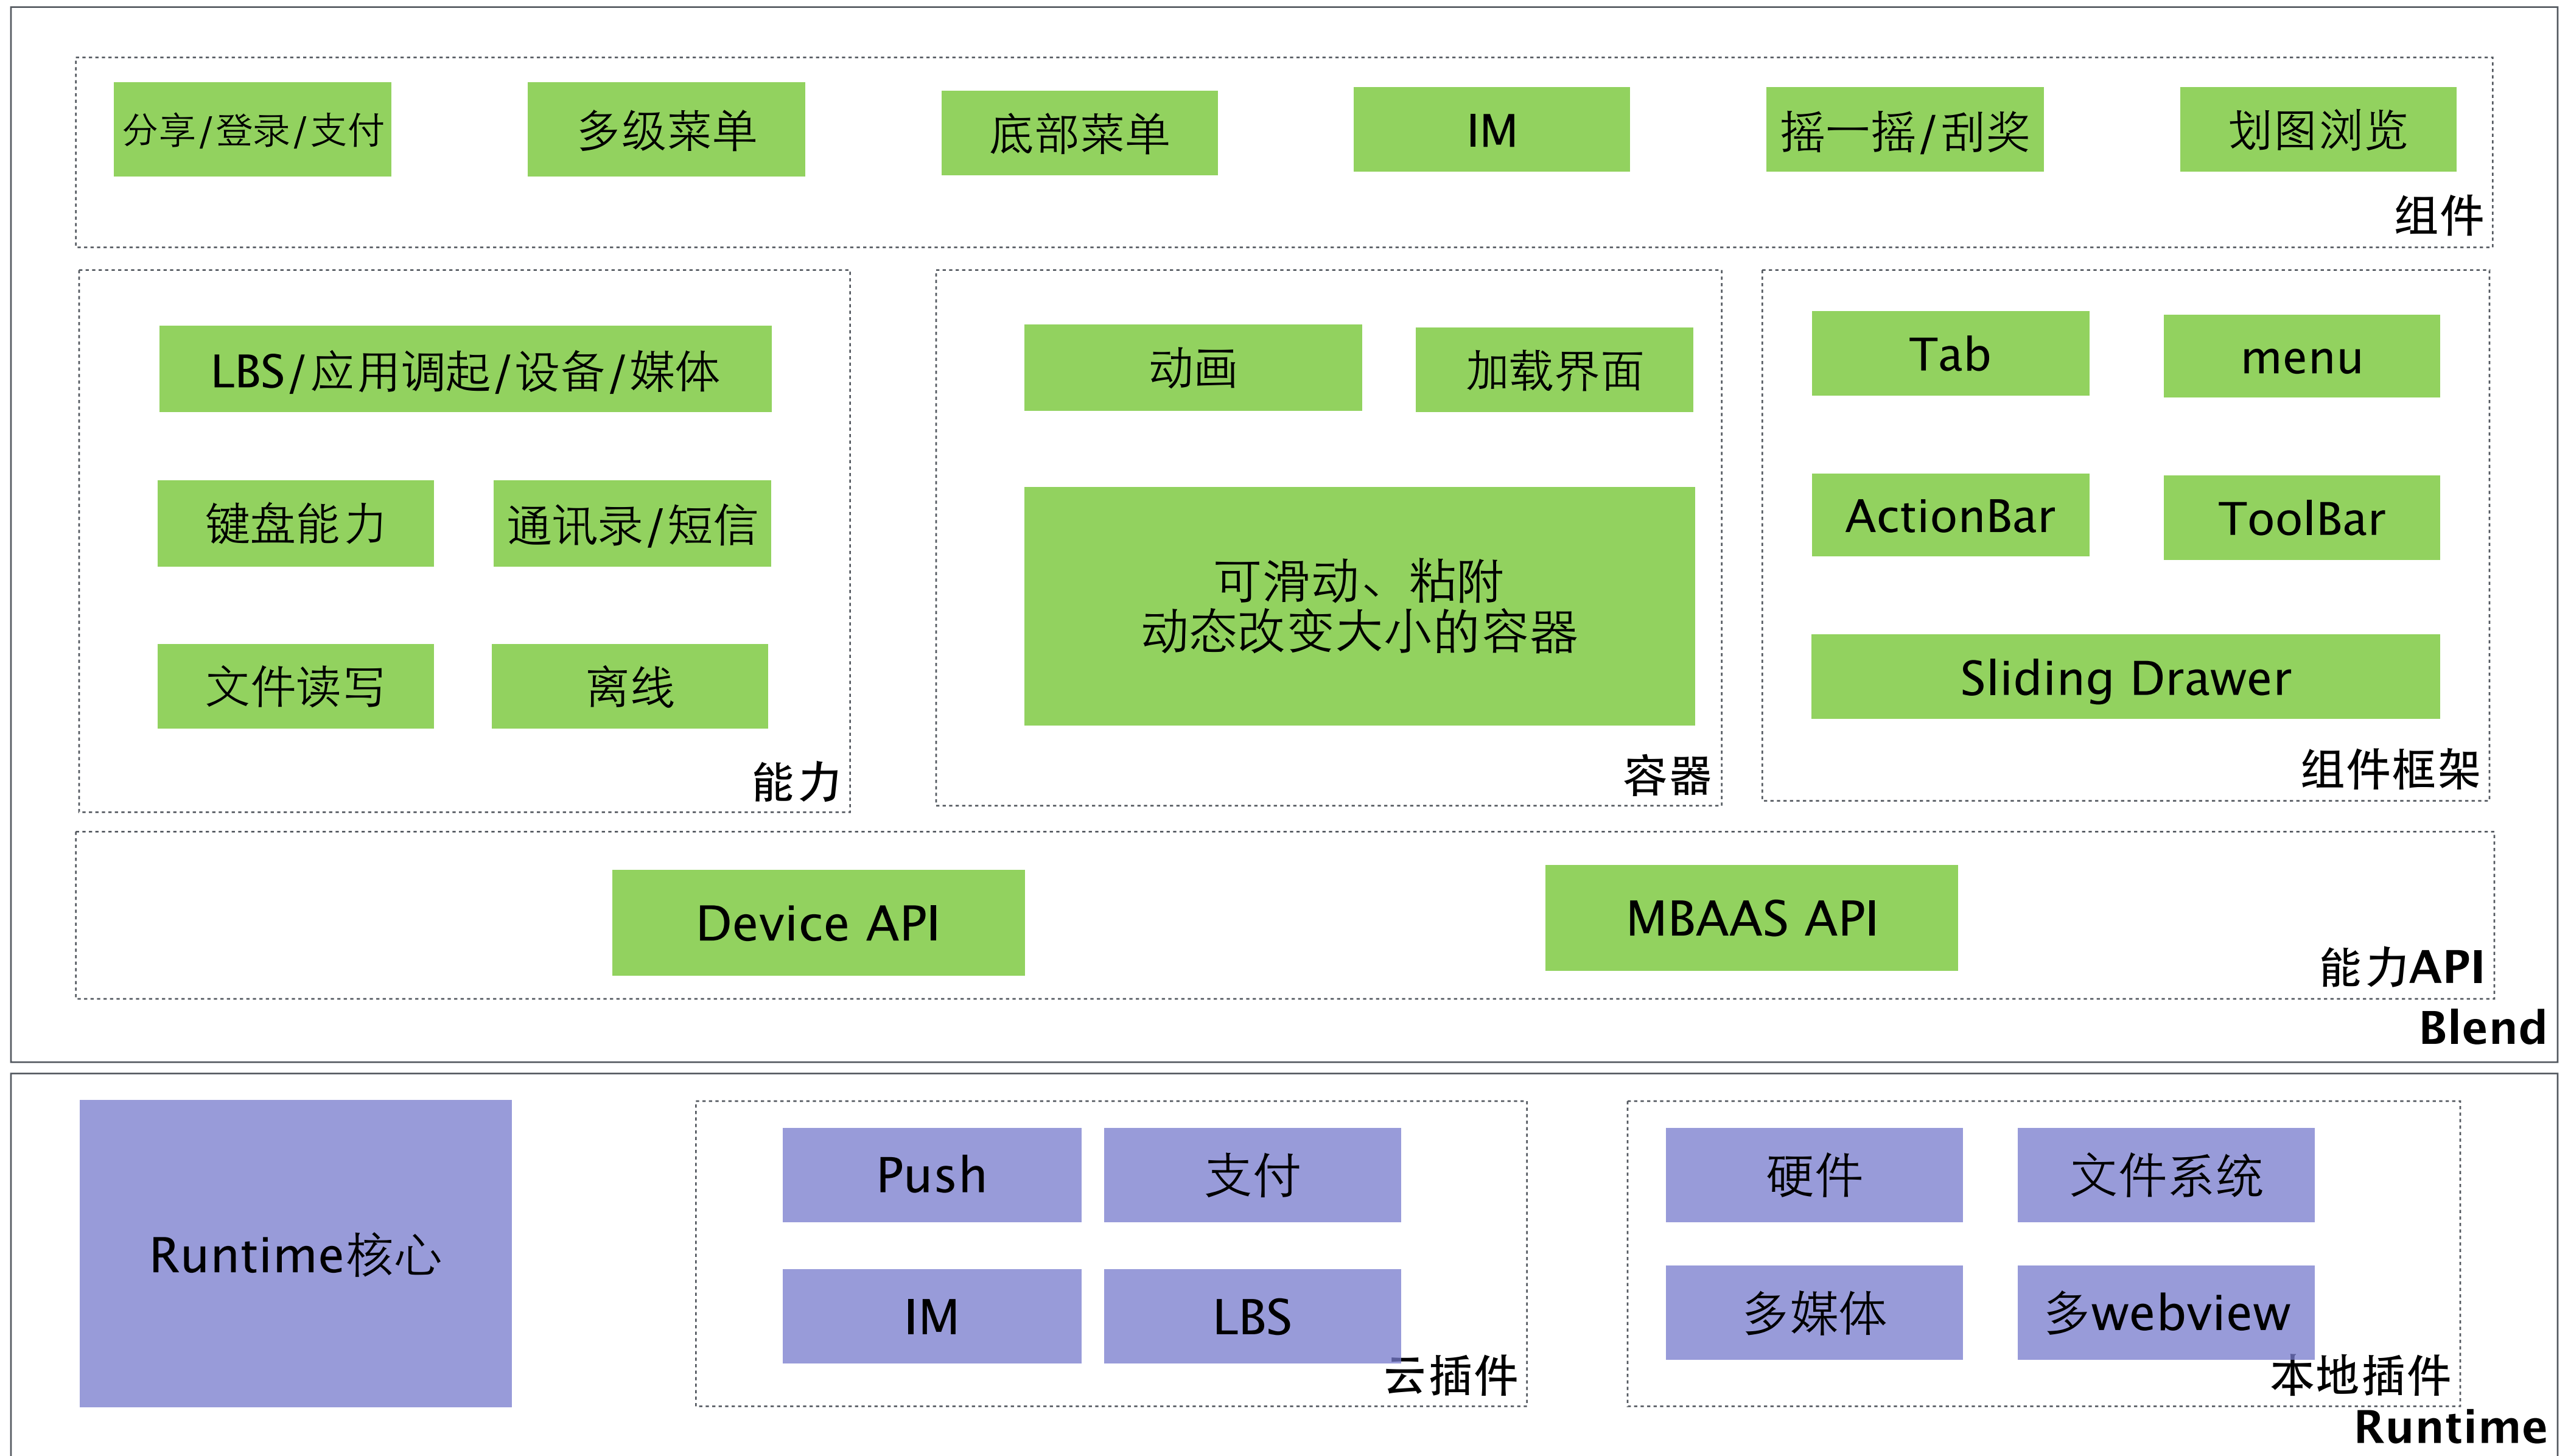 分享/登录/支付
多级菜单
底部菜单
IM
摇一摇/刮奖
划图浏览
组件
LBS/应用调起/设备/媒体
键盘能力
通讯录/短信
文件读写
离线
能力
动画
加载界面
可滑动、粘附
动态改变大小的容器
容器
Tab
menu
ActionBar
ToolBar
Sliding Drawer
组件框架
Device API
MBAAS API
能力API
Blend
Runtime核心
Push
支付
IM
LBS
云插件
硬件
文件系统
多媒体
多webview
本地插件
Runtime